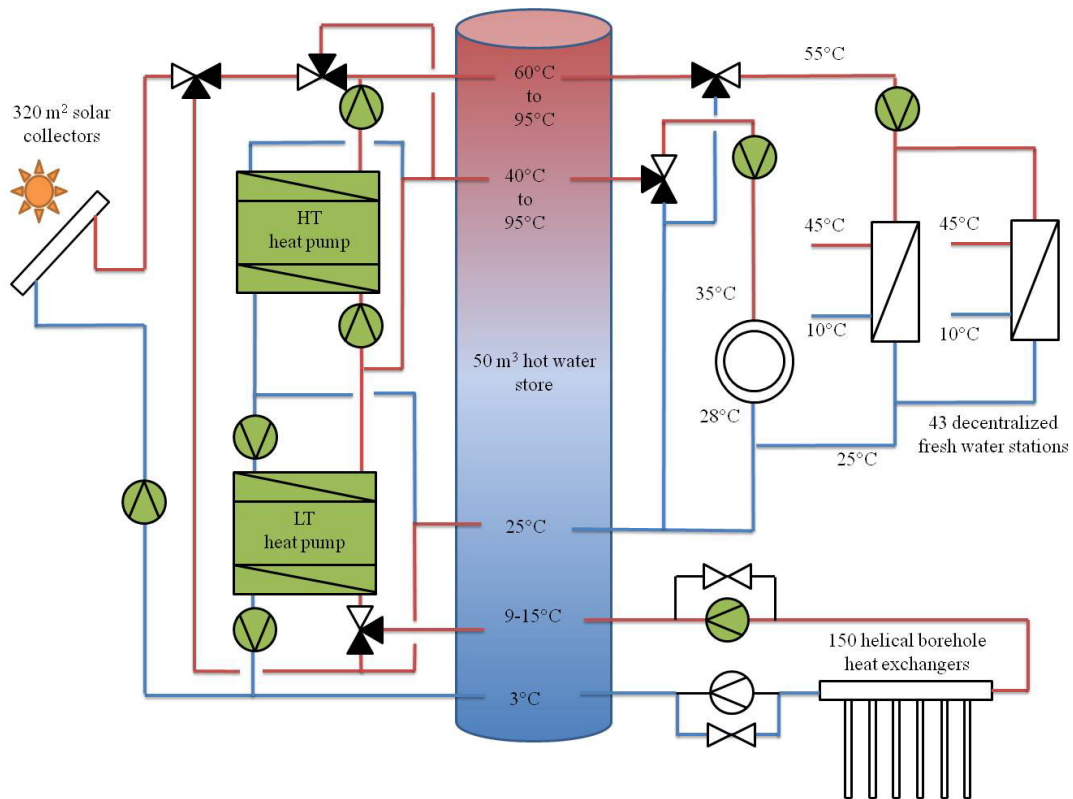 320 m² solar
collectors
HT
heat pump
LT
heat pump
60°C
to
95°C
40°C
to
95°C
50 m³ hot water
store
25°C
9-15°C
3°C
55°C
45°C
45°C
10°C
10°C
35°C
28°C
25°C
43 decentralized
fresh water stations
150 helical borehole
heat exchangers